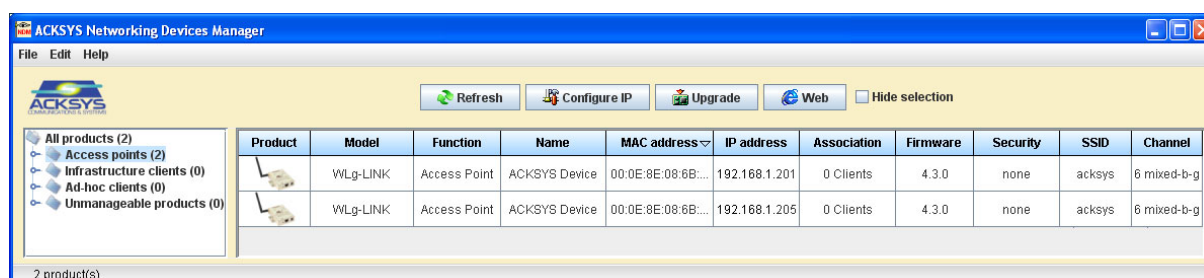 ACKSYS Networking Devices Manager
File Edit Help
ACKSYS
COMMUNICATIONS & SYSTEMS
Refresh Configure IP Upgrade Web Hide selection
All products (2)
Access points (2)
Infrastructure clients (0)
Ad-hoc clients (0)
Unmanageable products (0)
Product Model Function Name MAC address IP address Association Firmware Security SSID Channel
WLg-LINK Access Point ACKSYS Device 00:0E:8E:08:6B:... 192.168.1.201 0 Clients 4.3.0 none acksys 6 mixed-b-g
WLg-LINK Access Point ACKSYS Device 00:0E:8E:08:6B:... 192.168.1.205 0 Clients 4.3.0 none acksys 6 mixed-b-g
2 product(s)